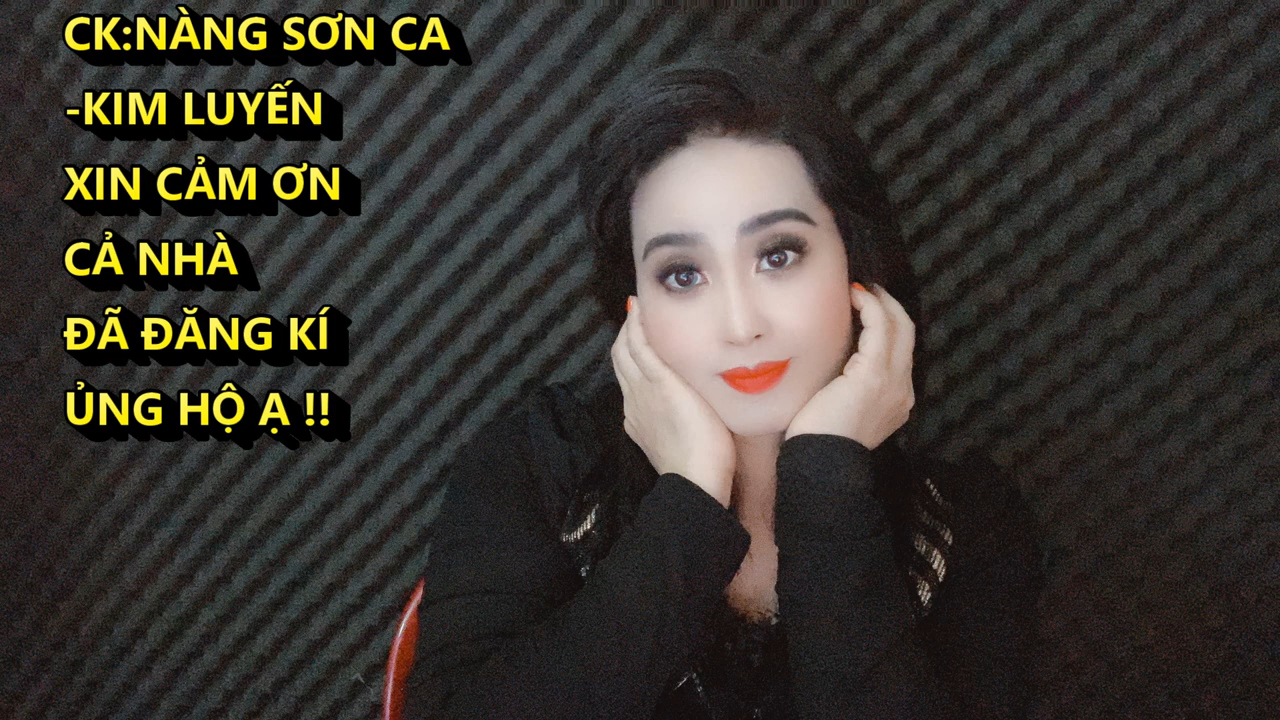 CK:NÀNG SƠN CA
-KIM LUYẾN
XIN CẢM ƠN
CẢ NHÀ
ĐÃ ĐĂNG KÍ
ỦNG HỘ Ạ !!